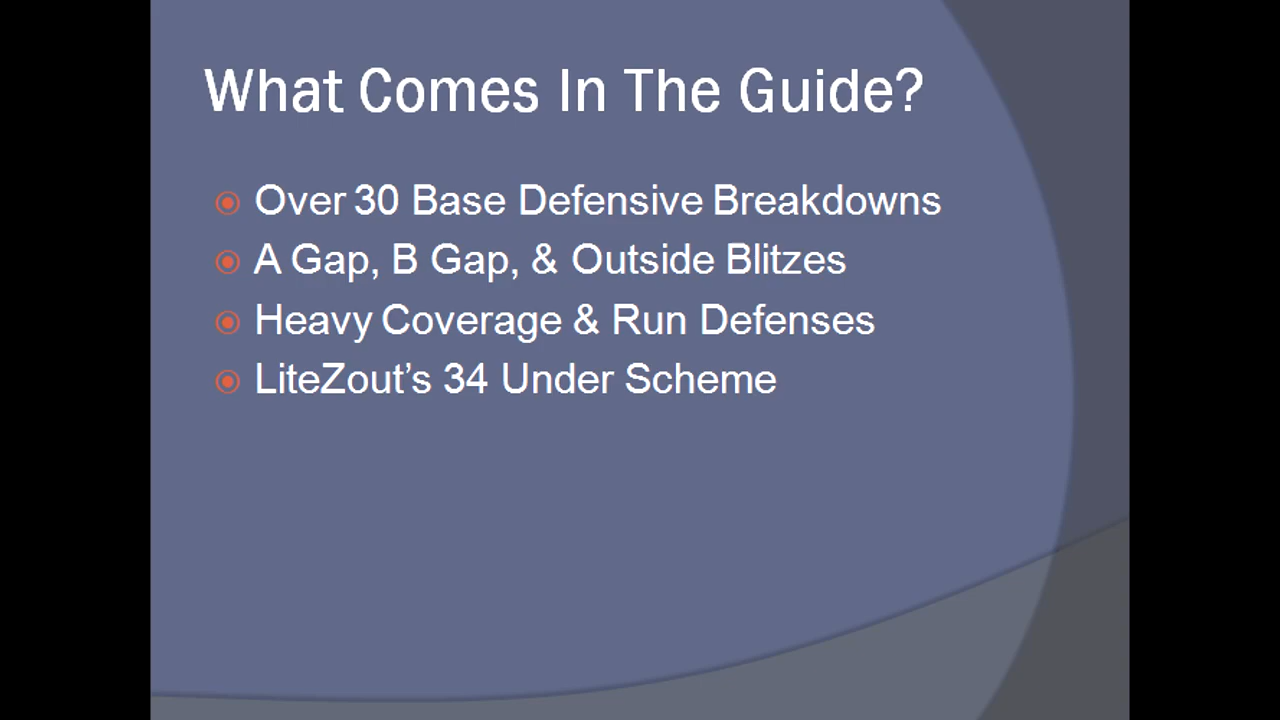 What Comes In The Guide?
Over 30 Base Defensive Breakdowns
A Gap, B Gap, & Outside Blitzes
Heavy Coverage & Run Defenses
LiteZout’s 34 Under Scheme